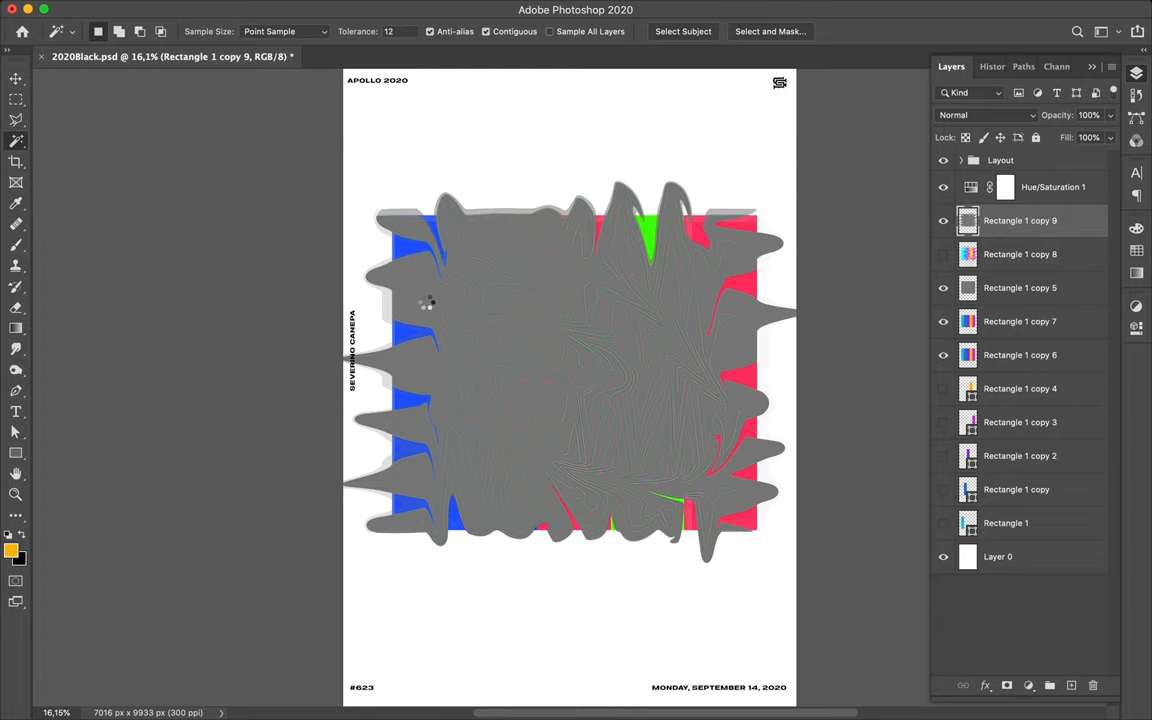 Adobe Photoshop 2020
Sample Size: Point Sample Tolerance: 12 Anti-alias Contiguous Sample All Layers Select Subject Select and Mask...
2020Black.psd @ 16,1% (Rectangle 1 copy 9, RGB/8) *
APOLLO 2020
SEVERINO CANEPA
#623
MONDAY, SEPTEMBER 14, 2020
Layers Histor Paths Chann
Kind
Normal Opacity: 100%
Lock: Fill: 100%
Layout
Hue/Saturation 1
Rectangle 1 copy 9
Rectangle 1 copy 8
Rectangle 1 copy 5
Rectangle 1 copy 7
Rectangle 1 copy 6
Rectangle 1 copy 4
Rectangle 1 copy 3
Rectangle 1 copy 2
Rectangle 1 copy
Rectangle 1
Layer 0
fx
16,15% 7016 px x 9933 px (300 ppi)